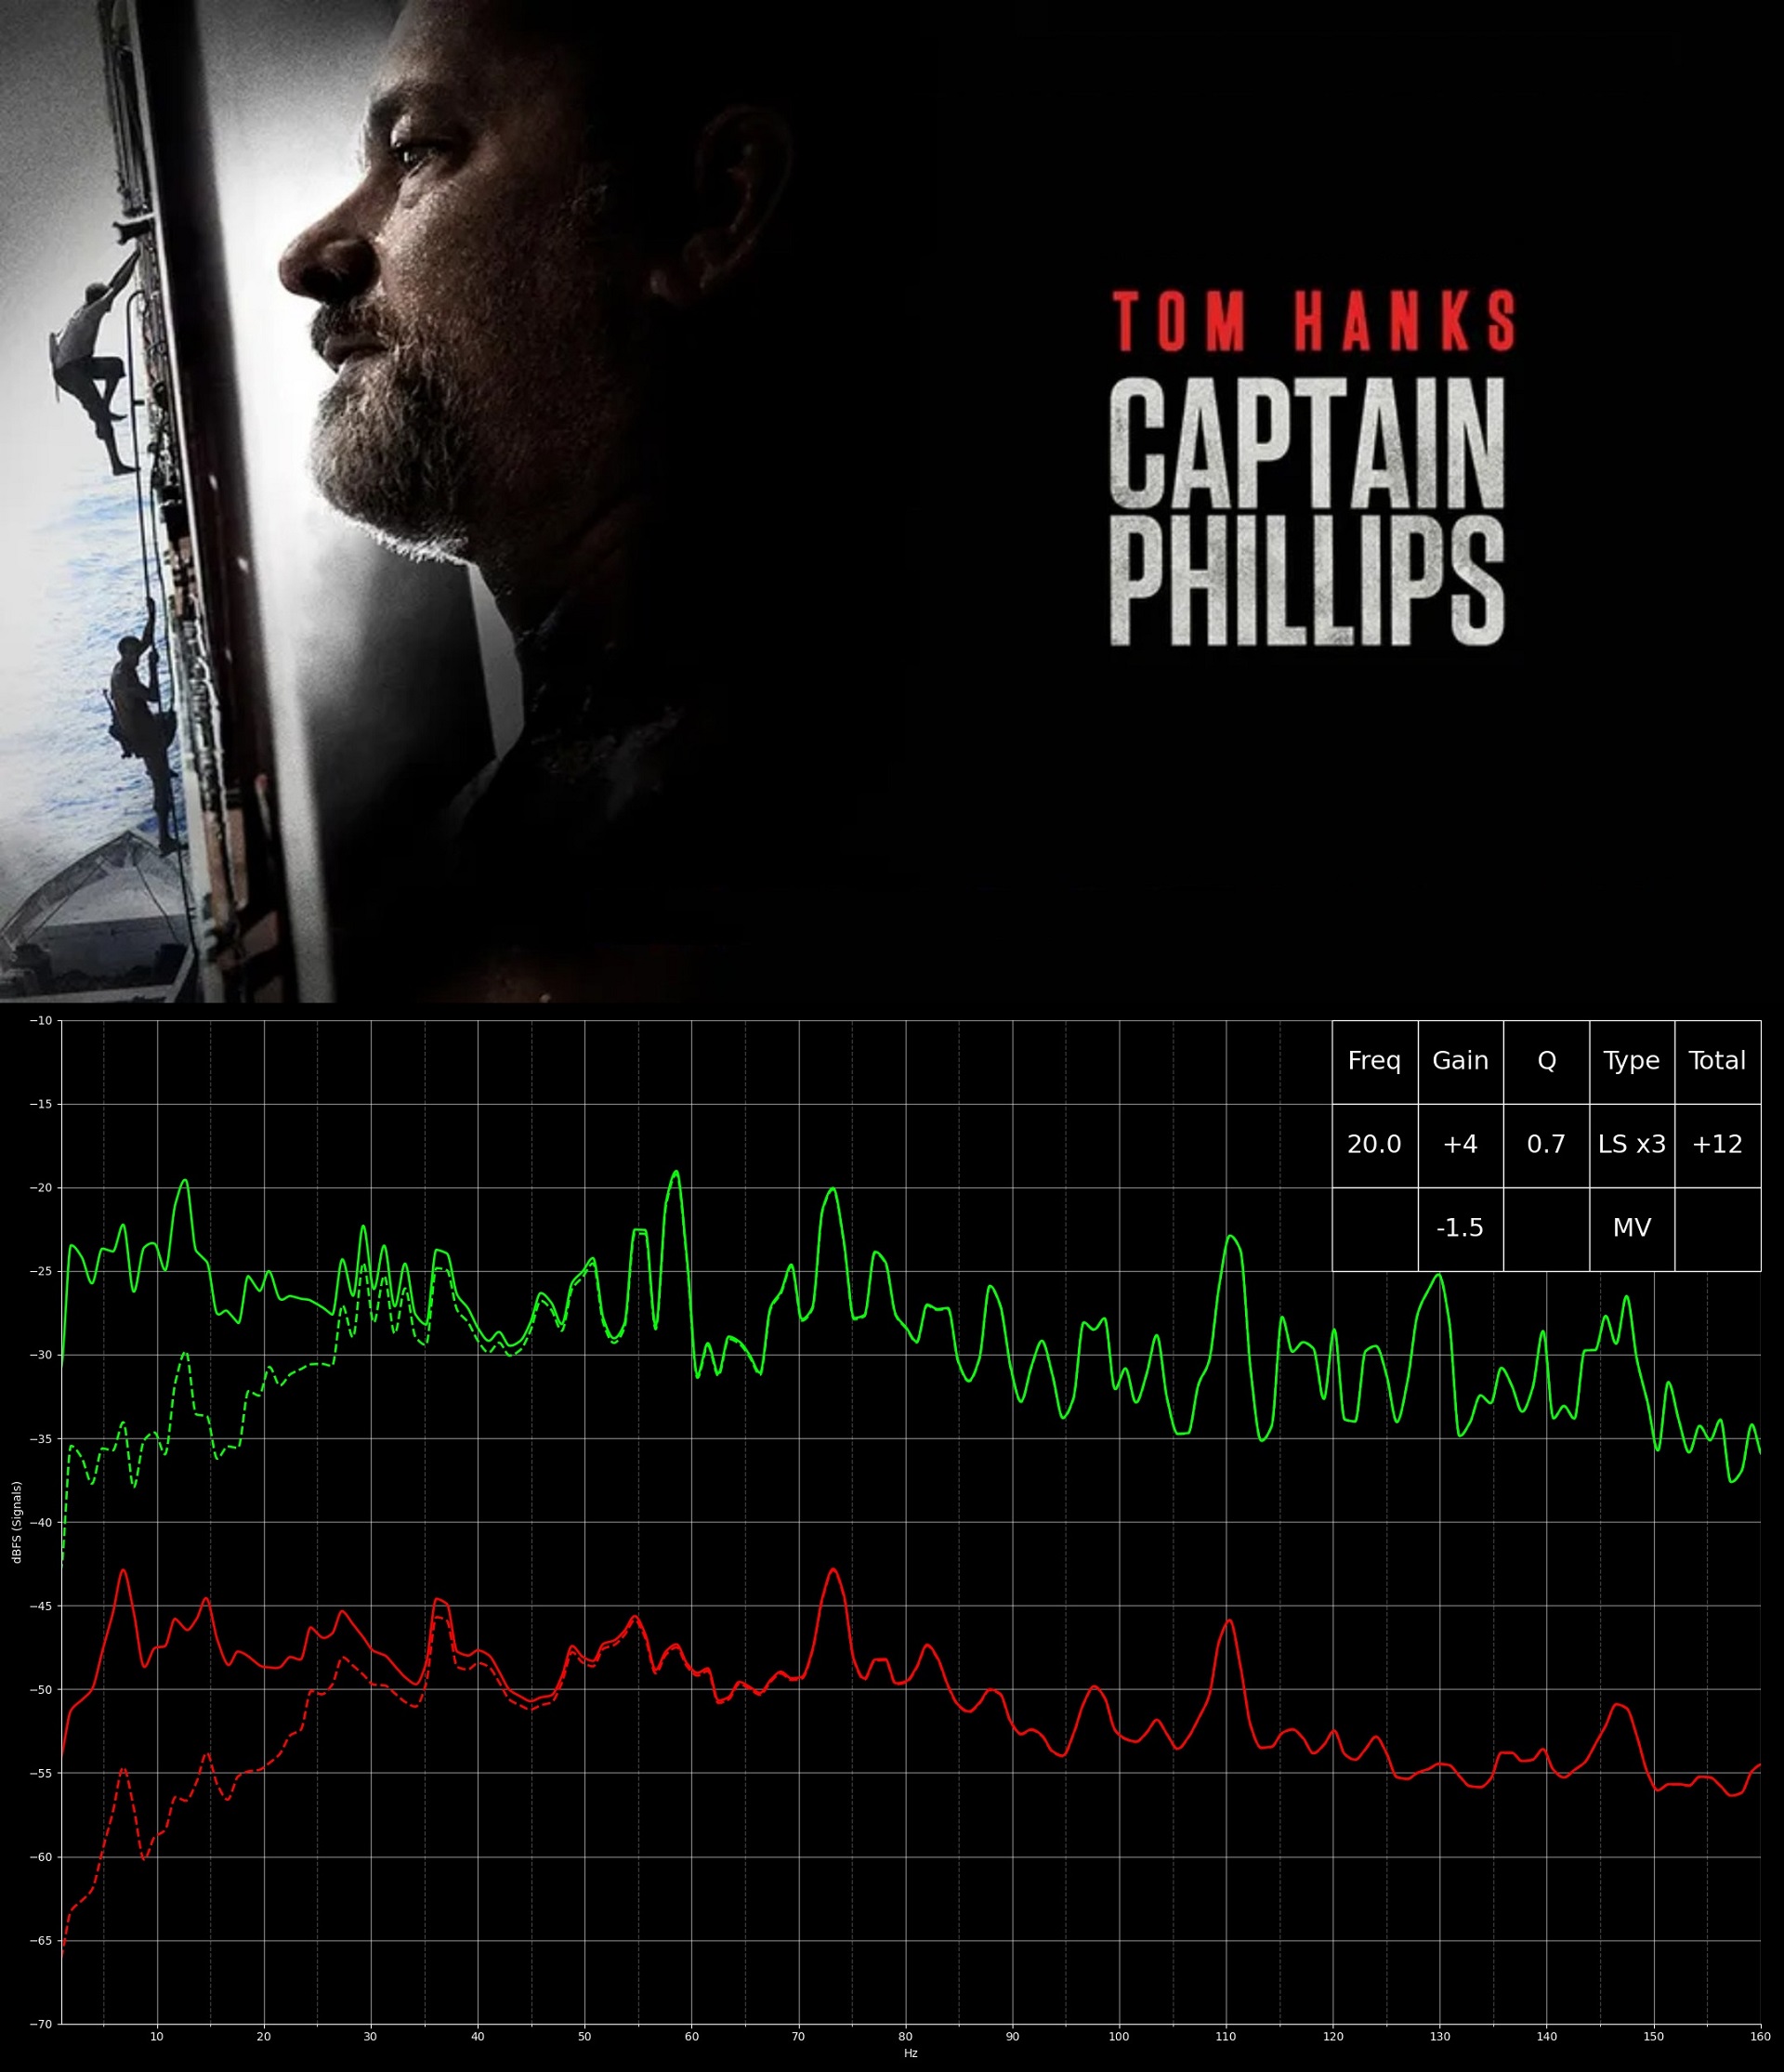 TOM HANKS
CAPTAIN
PHILLIPS
Freq Gain Q Type Total
20.0 +4 0.7 LS x3 +12
-1.5 MV
−10
−15
−20
−25
−30
−35
−40
−45
−50
−55
−60
−65
−70
dBFS (Signals)
10 20 30 40 50 60 70 80 90 100 110 120 130 140 150 160
Hz